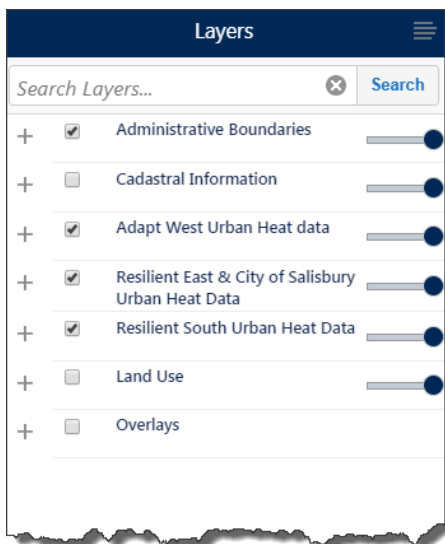 Layers
Search Layers...
Search
Administrative Boundaries
Cadastral Information
Adapt West Urban Heat data
Resilient East & City of Salisbury
Urban Heat Data
Resilient South Urban Heat Data
Land Use
Overlays